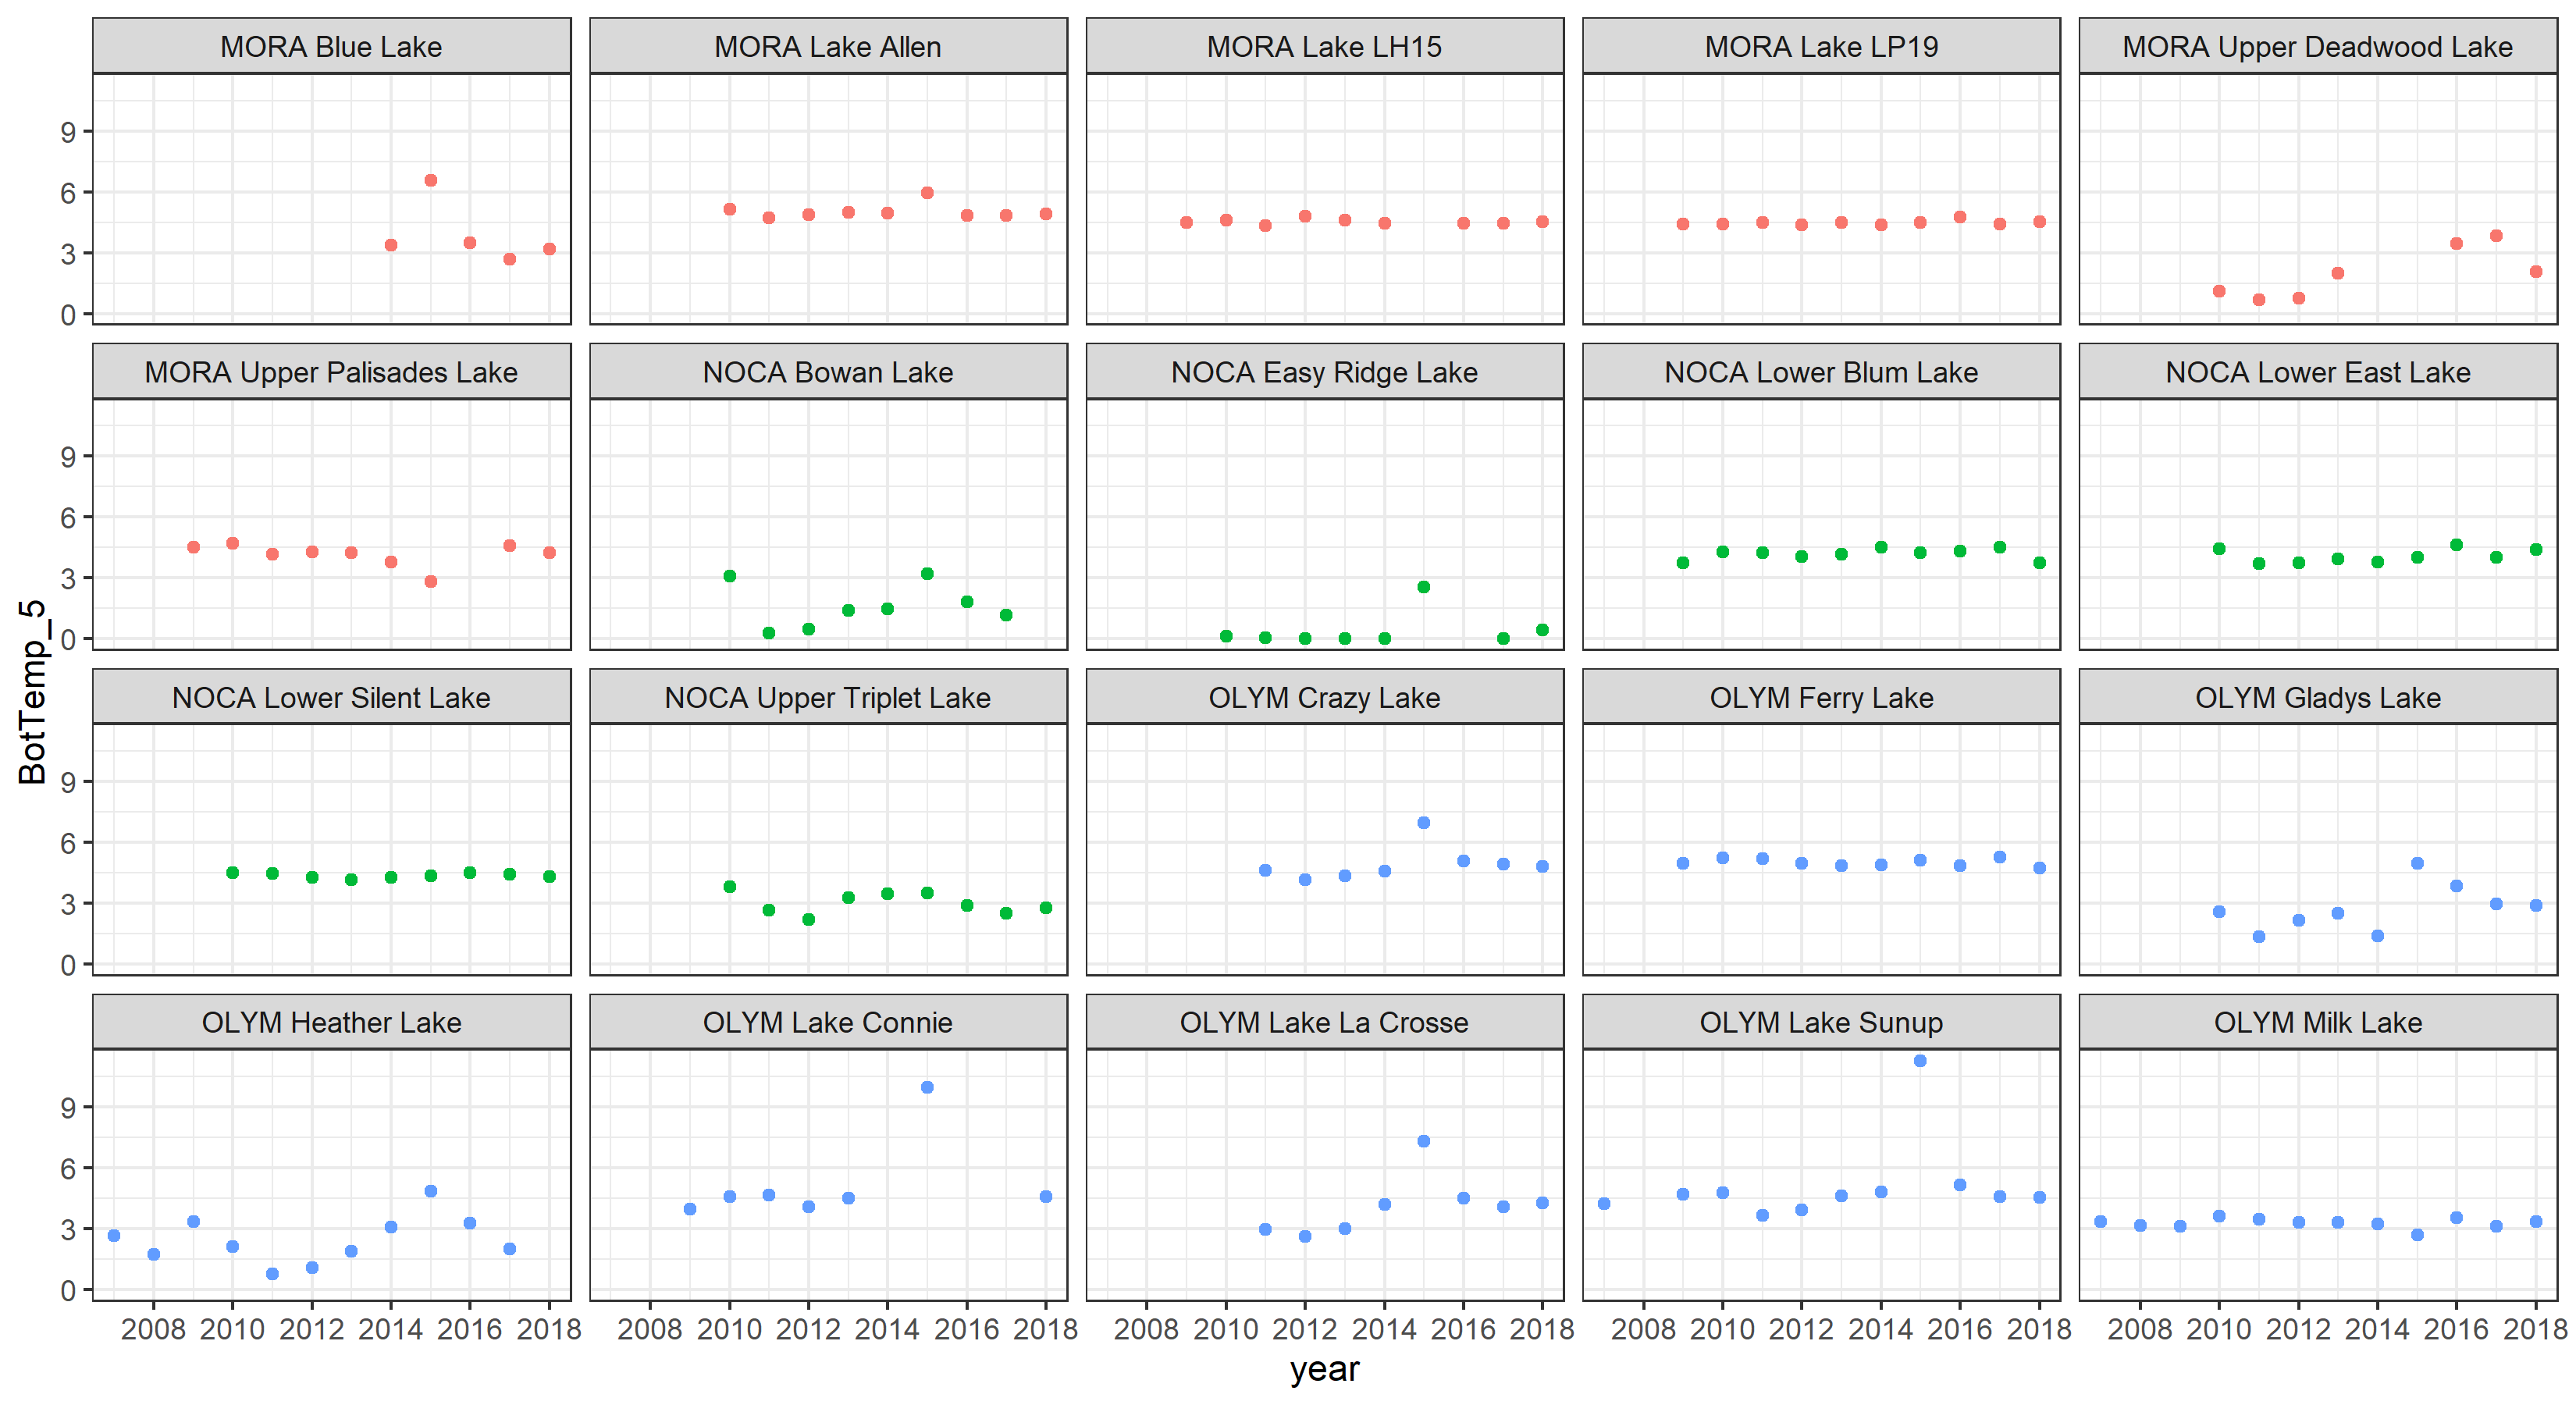 MORA Blue Lake
MORA Lake Allen
MORA Lake LH15
MORA Lake LP19
MORA Upper Deadwood Lake
9
6
3
0
MORA Upper Palisades Lake
NOCA Bowan Lake
NOCA Easy Ridge Lake
NOCA Lower Blum Lake
NOCA Lower East Lake
9
6
3
0
BotTemp_5
NOCA Lower Silent Lake
NOCA Upper Triplet Lake
OLYM Crazy Lake
OLYM Ferry Lake
OLYM Gladys Lake
9
6
3
0
OLYM Heather Lake
OLYM Lake Connie
OLYM Lake La Crosse
OLYM Lake Sunup
OLYM Milk Lake
9
6
3
0
2008 2010 2012 2014 2016 2018
2008 2010 2012 2014 2016 2018
2008 2010 2012 2014 2016 2018
2008 2010 2012 2014 2016 2018
2008 2010 2012 2014 2016 2018
year